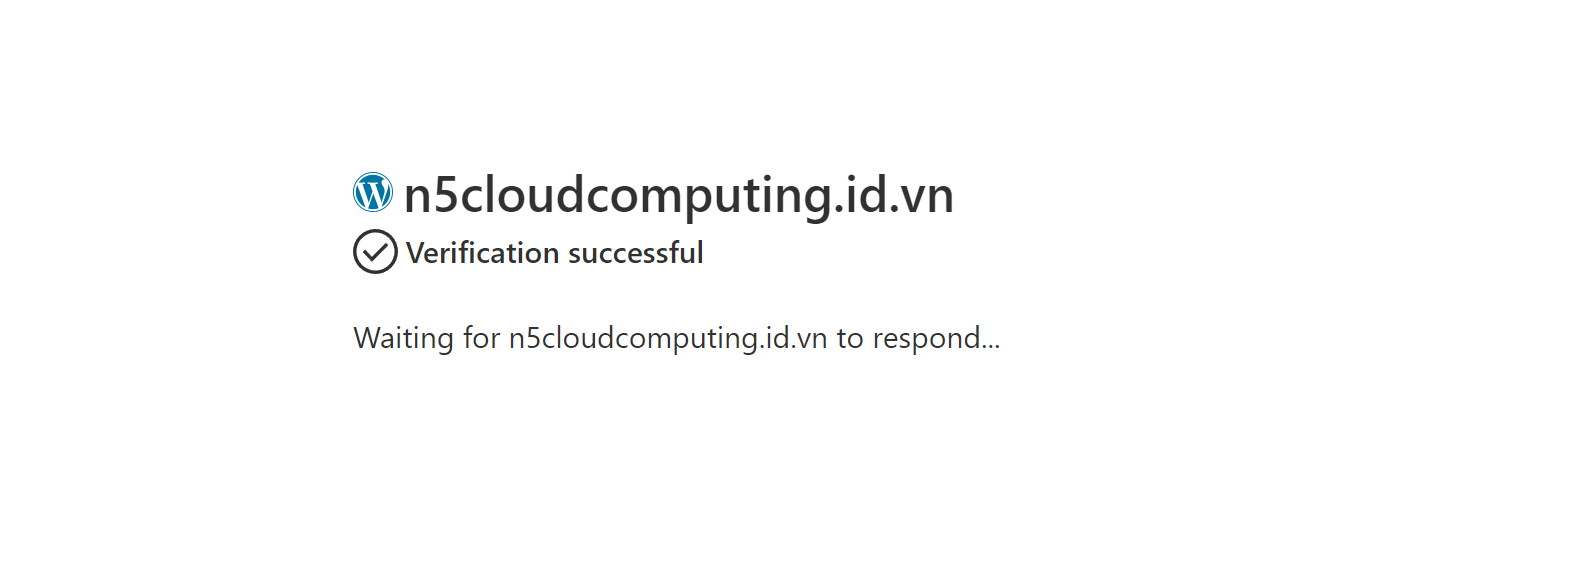 n5cloudcomputing.id.vn
Verification successful
Waiting for n5cloudcomputing.id.vn to respond...